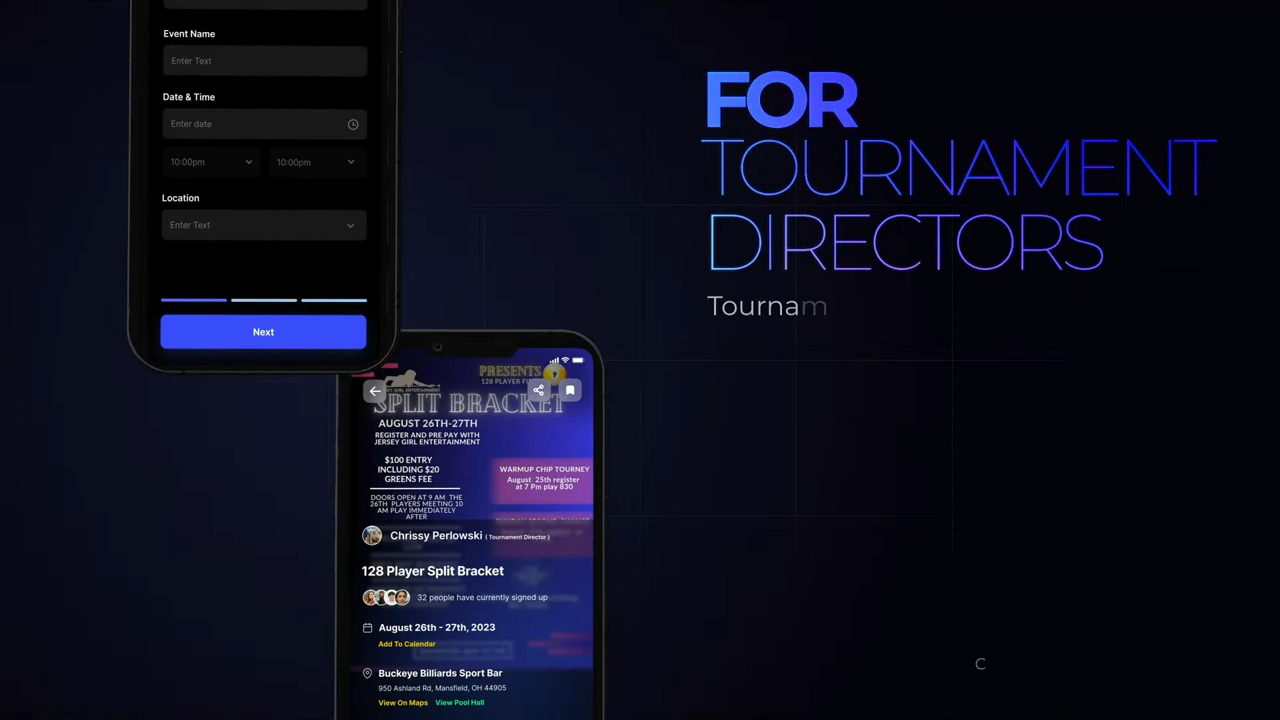 Event Name
Enter Text
Date & Time
Enter date
10:00pm
10:00pm
Location
Enter Text
Next
FOR
TOURNAMENT
DIRECTORS
Tournam
PRESENTS
128 PLAYER
SPLIT BRACKET
AUGUST 26TH-27TH
REGISTER AND PRE PAY WITH
JERSEY GIRL ENTERTAINMENT
$100 ENTRY
INCLUDING $20
GREENS FEE
DOORS OPEN AT 9 AM THE
26TH PLAYERS MEETING 10
AM PLAY IMMEDIATELY
AFTER
WARMUP CHIP TOURNEY
August 25th register
at 7 Pm play 830
Chrissy Perlowski ( Tournament Director )
128 Player Split Bracket
32 people have currently signed up
August 26th - 27th, 2023
Add To Calendar
Buckeye Billiards Sport Bar
950 Ashland Rd, Mansfield, OH 44905
View On Maps View Pool Hall
C